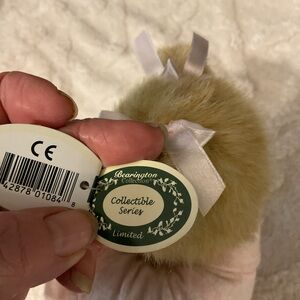 CE
42878 01084 8
Bearington
Collection
Collectible
Series
Limited